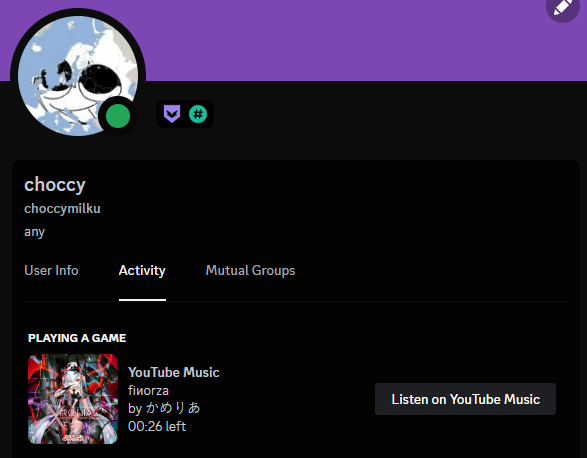 choccy
choccymilku
any
User Info Activity Mutual Groups
PLAYING A GAME
YouTube Music
fiиorza
by かめりあ
00:26 left
Listen on YouTube Music